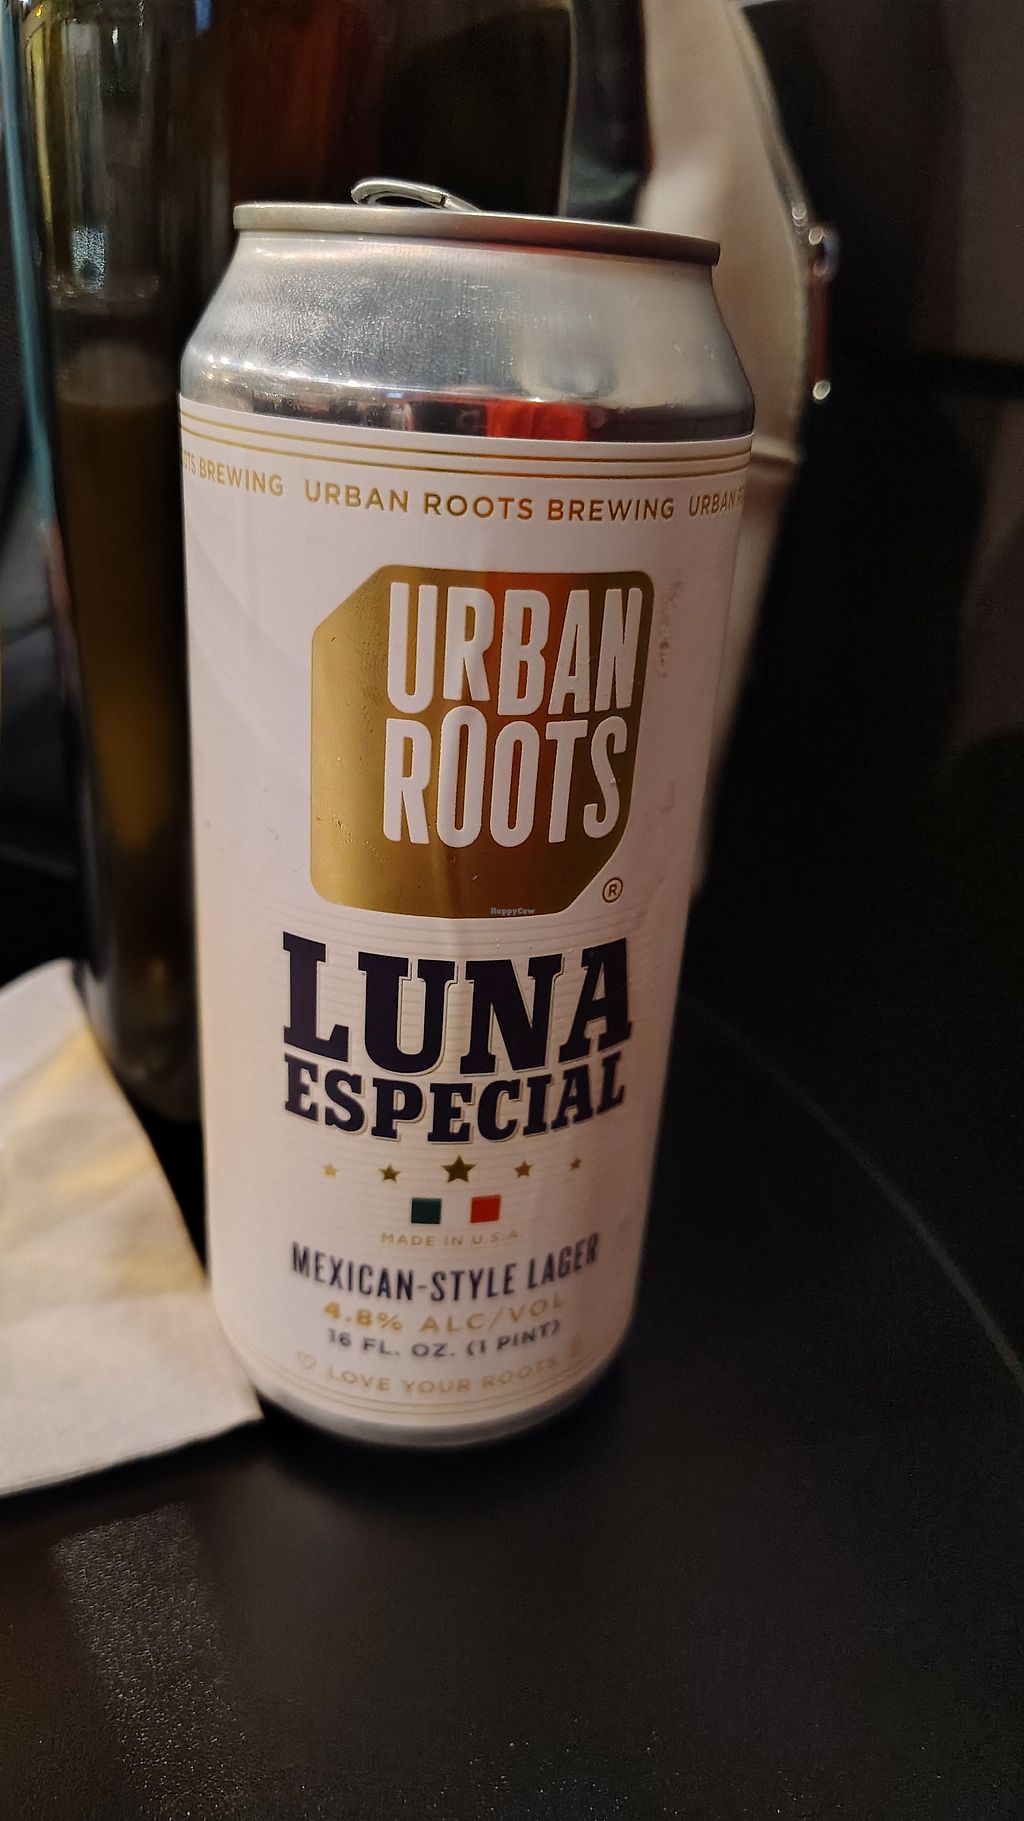 OTS BREWING URBAN ROOTS BREWING URBAN R
URBAN
ROOTS
®
HappyCow
LUNA
ESPECIAL
MADE IN U.S.A.
MEXICAN-STYLE LAGER
4.8% ALC/VOL
16 FL. OZ. (1 PINT)
LOVE YOUR ROOTS